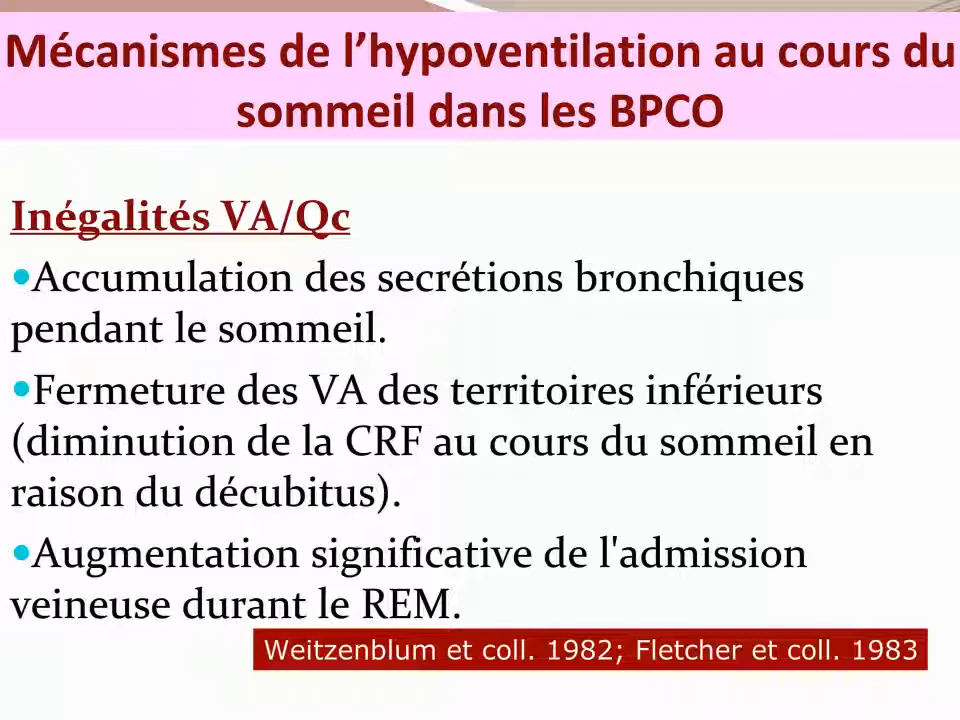 Mécanismes de l’hypoventilation au cours du
sommeil dans les BPCO
Inégalités VA/Qc
•Accumulation des secrétions bronchiques
pendant le sommeil.
•Fermeture des VA des territoires inférieurs
(diminution de la CRF au cours du sommeil en
raison du décubitus).
•Augmentation significative de l'admission
veineuse durant le REM.
Weitzenblum et coll. 1982; Fletcher et coll. 1983